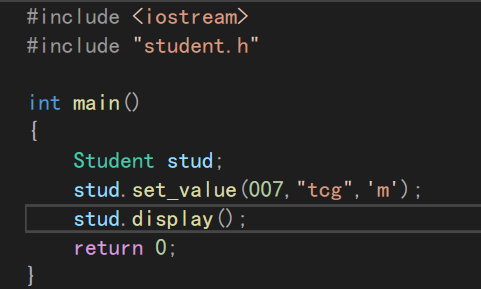 #include <iostream>
#include "student.h"
int main()
{
Student stud;
stud.set_value(007,"tcg",'m');
stud.display();
return 0;
}